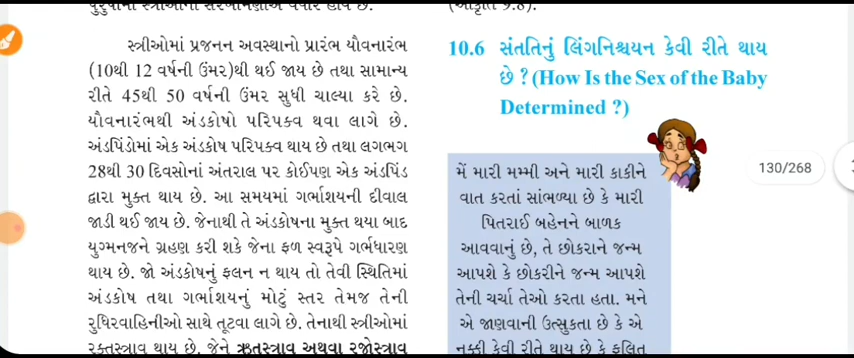 સ્ત્રીઓમાં પ્રજનન અવસ્થાનો પ્રારંભ યૌવનારંભ
(10થી 12 વર્ષની ઉંમર)થી થઈ જાય છે તથા સામાન્ય
રીતે 45થી 50 વર્ષની ઉંમર સુધી ચાલ્યા કરે છે.
યૌવનારંભથી અંડકોષો પરિપક્વ થવા લાગે છે.
અંડપિંડોમાં એક અંડકોષ પરિપક્વ થાય છે તથા લગભગ
28થી 30 દિવસોનાં અંતરાલ પર કોઈપણ એક અંડપિંડ
દ્વારા મુક્ત થાય છે. આ સમયમાં ગર્ભાશયની દીવાલ
જાડી થઈ જાય છે. જેનાથી તે અંડકોષના મુક્ત થયા બાદ
યુગ્મનજને ગ્રહણ કરી શકે જેના ફળ સ્વરૂપે ગર્ભધારણ
થાય છે. જો અંડકોષનું ફલન ન થાય તો તેવી સ્થિતિમાં
અંડકોષ તથા ગર્ભાશયનું મોટું સ્તર તેમજ તેની
રુધિરવાહિનીઓ સાથે તૂટવા લાગે છે. તેનાથી સ્ત્રીઓમાં
રક્તસ્ત્રાવ થાય છે. જેને ઋતુસ્ત્રાવ અથવા રજોસ્ત્રાવ
10.6 સંતતિનું લિંગનિશ્ચયન કેવી રીતે થાય
છે ? (How Is the Sex of the Baby
Determined ?)
મેં મારી મમ્મી અને મારી કાકીને
વાત કરતાં સાંભળ્યા છે કે મારી
પિતરાઈ બહેનને બાળક
આવવાનું છે, તે છોકરાને જન્મ
આપશે કે છોકરીને જન્મ આપશે
તેની ચર્ચા તેઓ કરતા હતા. મને
એ જાણવાની ઉત્સુકતા છે કે એ
નક્કી કેવી રીતે થાય છે કે ફલિત
130/268